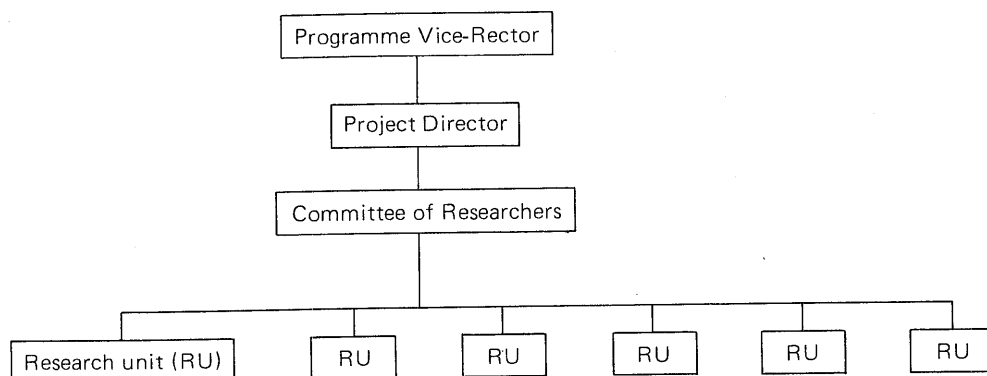 Programme Vice-Rector
Project Director
Committee of Researchers
Research unit (RU)
RU
RU
RU
RU
RU